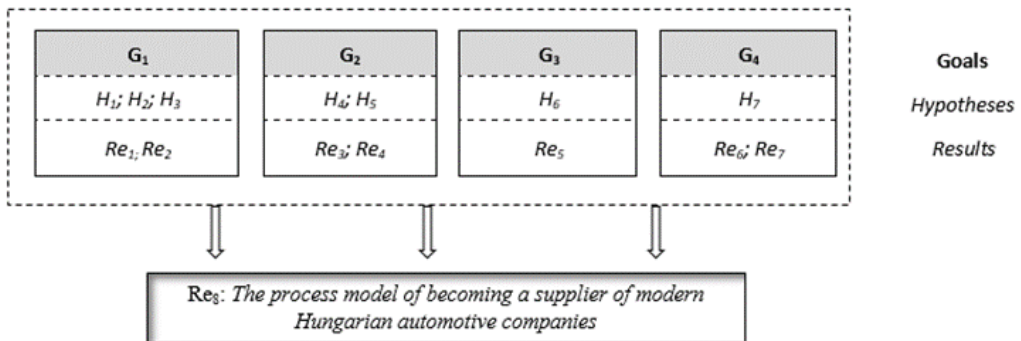 G₁ G₂ G₃ G₄ Goals
H₁; H₂; H₃ H₄; H₅ H₆ H₇ Hypotheses
Re₁; Re₂ Re₃; Re₄ Re₅ Re₆; Re₇ Results
Re₈: The process model of becoming a supplier of modern
Hungarian automotive companies